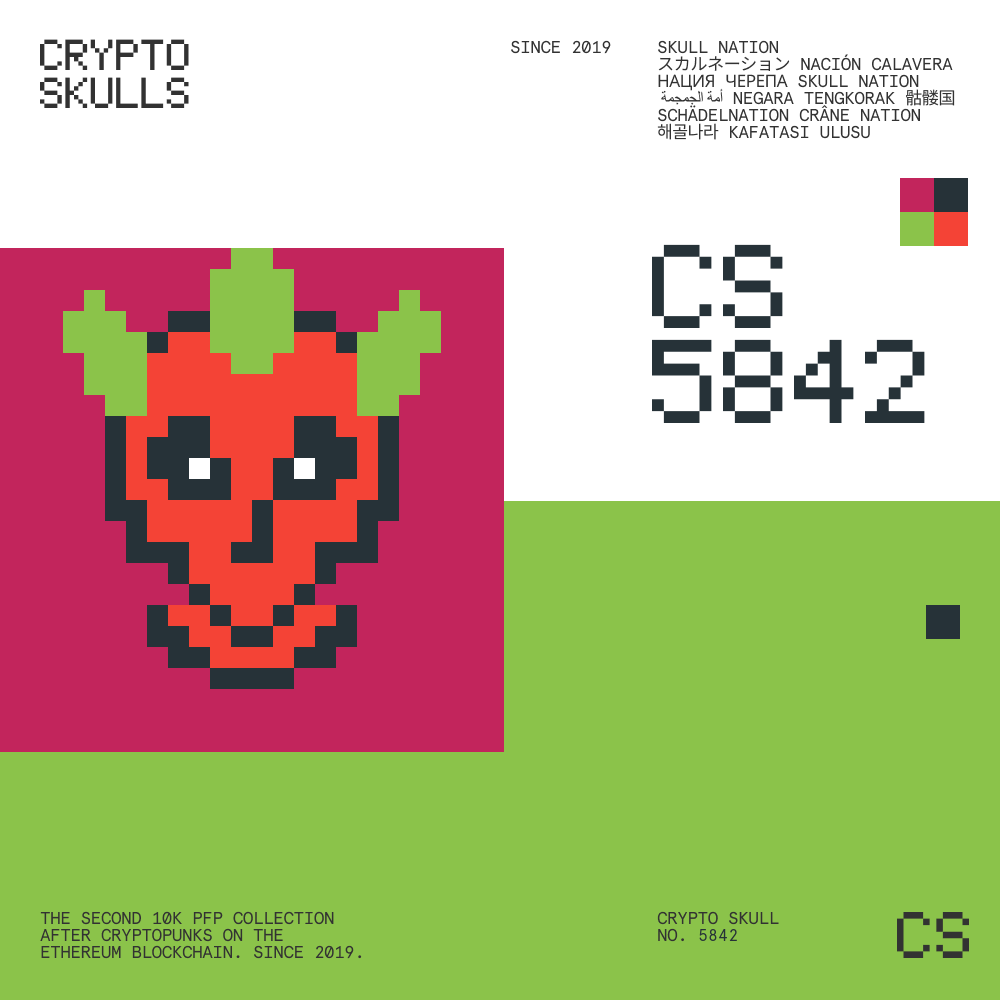 CRYPTO
SKULLS
SINCE 2019
SKULL NATION
スカルネーション NACIÓN CALAVERA
НАЦИЯ ЧЕРЕПА SKULL NATION
أمة الجمجمة NEGARA TENGKORAK 骷髅国
SCHÄDELNATION CRÂNE NATION
해골나라 KAFATASI ULUSU
CS
5842
THE SECOND 10K PFP COLLECTION
AFTER CRYPTOPUNKS ON THE
ETHEREUM BLOCKCHAIN. SINCE 2019.
CRYPTO SKULL
NO. 5842
CS